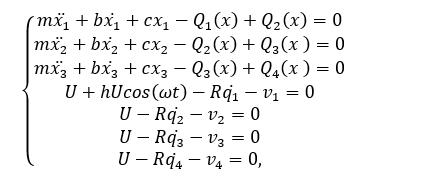 mẍ₁ + bẋ₁ + cx₁ − Q₁(x) + Q₂(x) = 0
mẍ₂ + bẋ₂ + cx₂ − Q₂(x) + Q₃(x ) = 0
mẍ₃ + bẋ₃ + cx₃ − Q₃(x) + Q₄(x ) = 0
U + hUcos(ωt) − Rq̇₁ − v₁ = 0
U − Rq̇₂ − v₂ = 0
U − Rq̇₃ − v₃ = 0
U − Rq̇₄ − v₄ = 0,